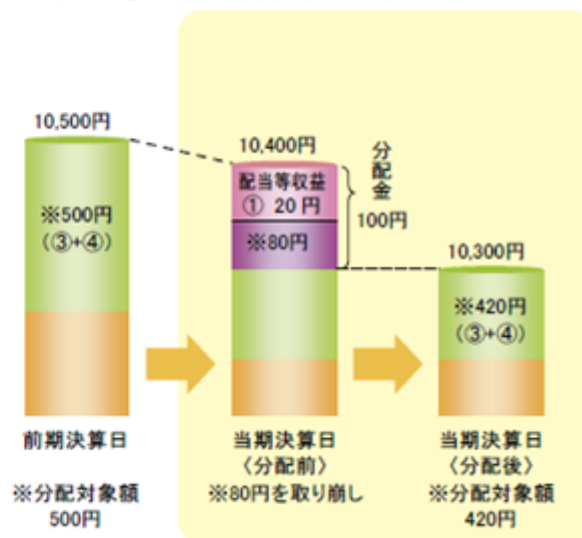 10,500円
※500円
(③+④)
前期決算日
※分配対象額
500円
10,400円
配当等収益
① 20円
※80円
分配金
100円
当期決算日
〈分配前〉
※80円を取り崩し
10,300円
※420円
(③+④)
当期決算日
〈分配後〉
※分配対象額
420円